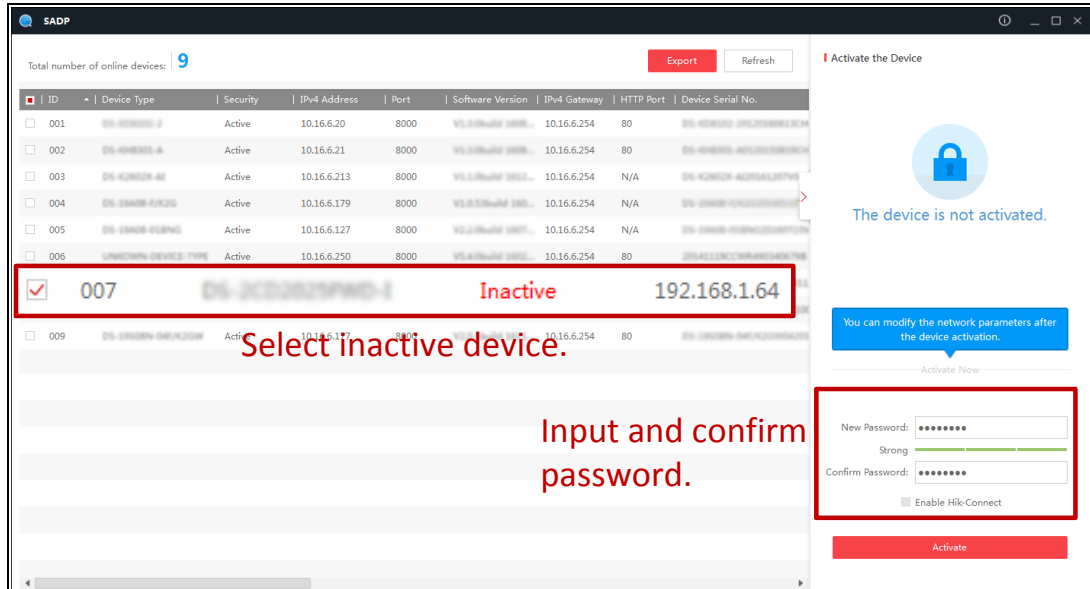 SADP
Total number of online devices: 9
Export
Refresh
ID | Device Type | Security | IPv4 Address | Port | Software Version | IPv4 Gateway | HTTP Port | Device Serial No.
001 Active 10.16.6.20 8000 10.16.6.254 80
002 Active 10.16.6.21 8000 10.16.6.254 80
003 Active 10.16.6.213 8000 10.16.6.254 N/A
004 Active 10.16.6.179 8000 10.16.6.254 N/A
005 Active 10.16.6.127 8000 10.16.6.254 N/A
006 Active 10.16.6.250 8000 10.16.6.254 80
007 Inactive 192.168.1.64
009 Active 8000 10.16.6.254 80
Select inactive device.
Input and confirm
password.
Activate the Device
The device is not activated.
You can modify the network parameters after
the device activation.
Activate Now
New Password: ●●●●●●●●
Strong
Confirm Password: ●●●●●●●●
Enable Hik-Connect
Activate